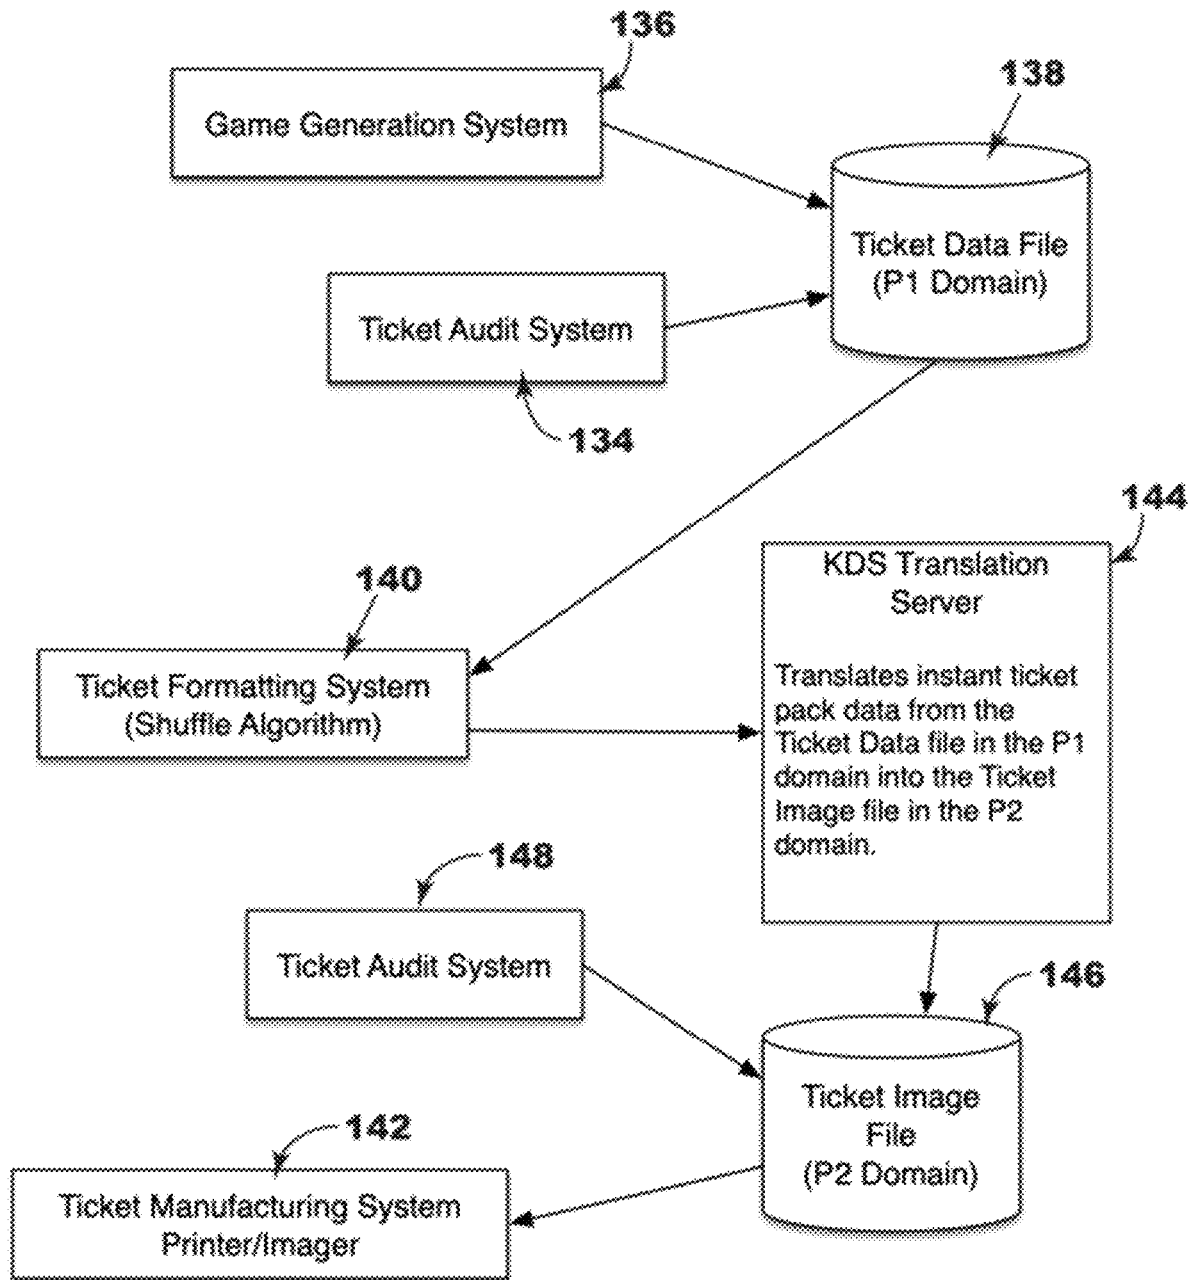 136
Game Generation System
138
Ticket Data File
(P1 Domain)
Ticket Audit System
134
144
KDS Translation
Server
Translates instant ticket
pack data from the
Ticket Data file in the P1
domain into the Ticket
Image file in the P2
domain.
140
Ticket Formatting System
(Shuffle Algorithm)
148
Ticket Audit System
146
Ticket Image
File
(P2 Domain)
142
Ticket Manufacturing System
Printer/Imager